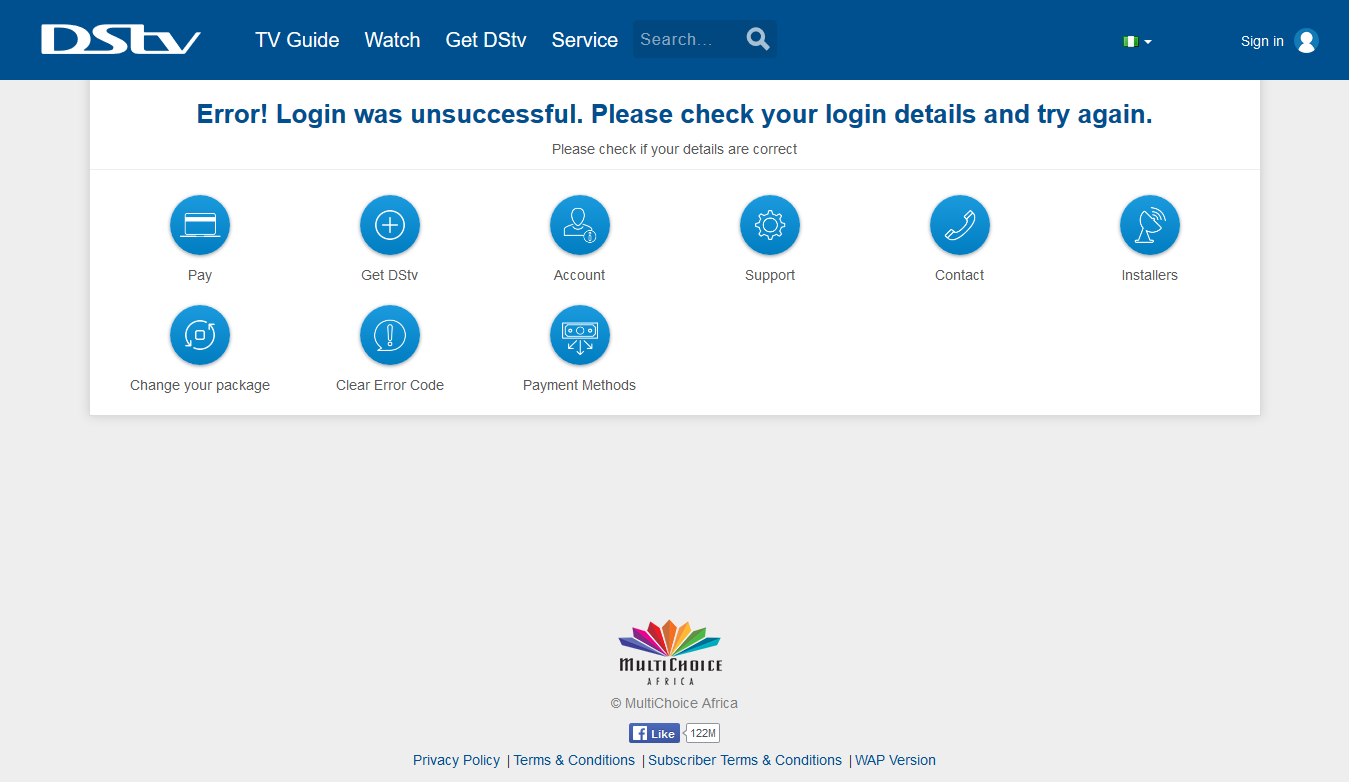 DStv TV Guide Watch Get DStv Service Search... Sign in
Error! Login was unsuccessful. Please check your login details and try again.
Please check if your details are correct
Pay Get DStv Account Support Contact Installers
Change your package Clear Error Code Payment Methods
MULTICHOICE
AFRICA
© MultiChoice Africa
f Like 122M
Privacy Policy | Terms & Conditions | Subscriber Terms & Conditions | WAP Version